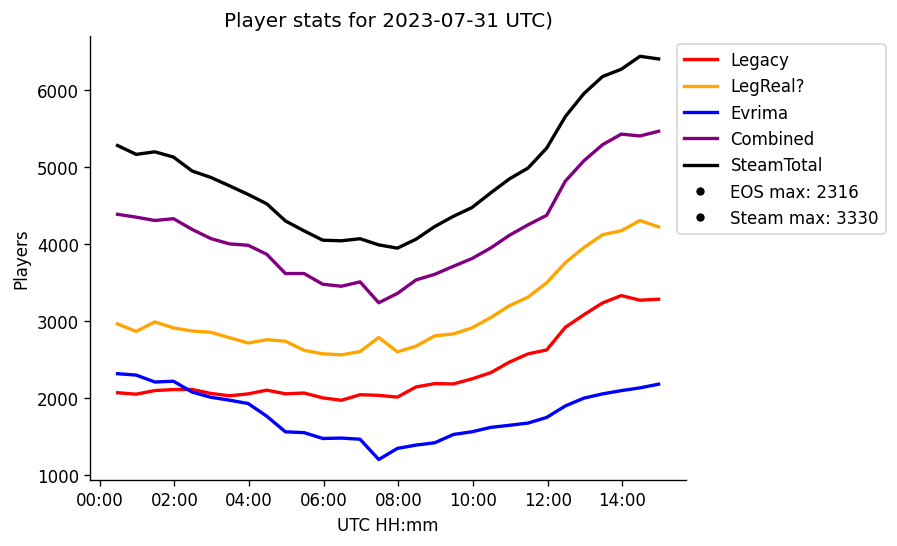 Player stats for 2023-07-31 UTC)
Players
6000
5000
4000
3000
2000
1000
00:00 02:00 04:00 06:00 08:00 10:00 12:00 14:00
UTC HH:mm
Legacy
LegReal?
Evrima
Combined
SteamTotal
EOS max: 2316
Steam max: 3330